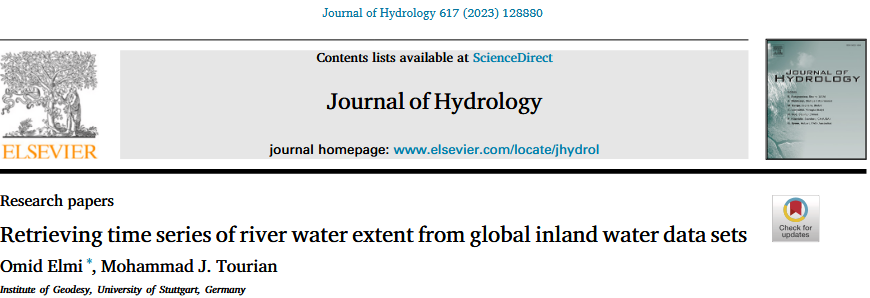 Journal of Hydrology 617 (2023) 128880
Contents lists available at ScienceDirect
Journal of Hydrology
journal homepage: www.elsevier.com/locate/jhydrol
ELSEVIER
JOURNAL OF
HYDROLOGY
Research papers
Check for
updates
Retrieving time series of river water extent from global inland water data sets
Omid Elmi *, Mohammad J. Tourian
Institute of Geodesy, University of Stuttgart, Germany